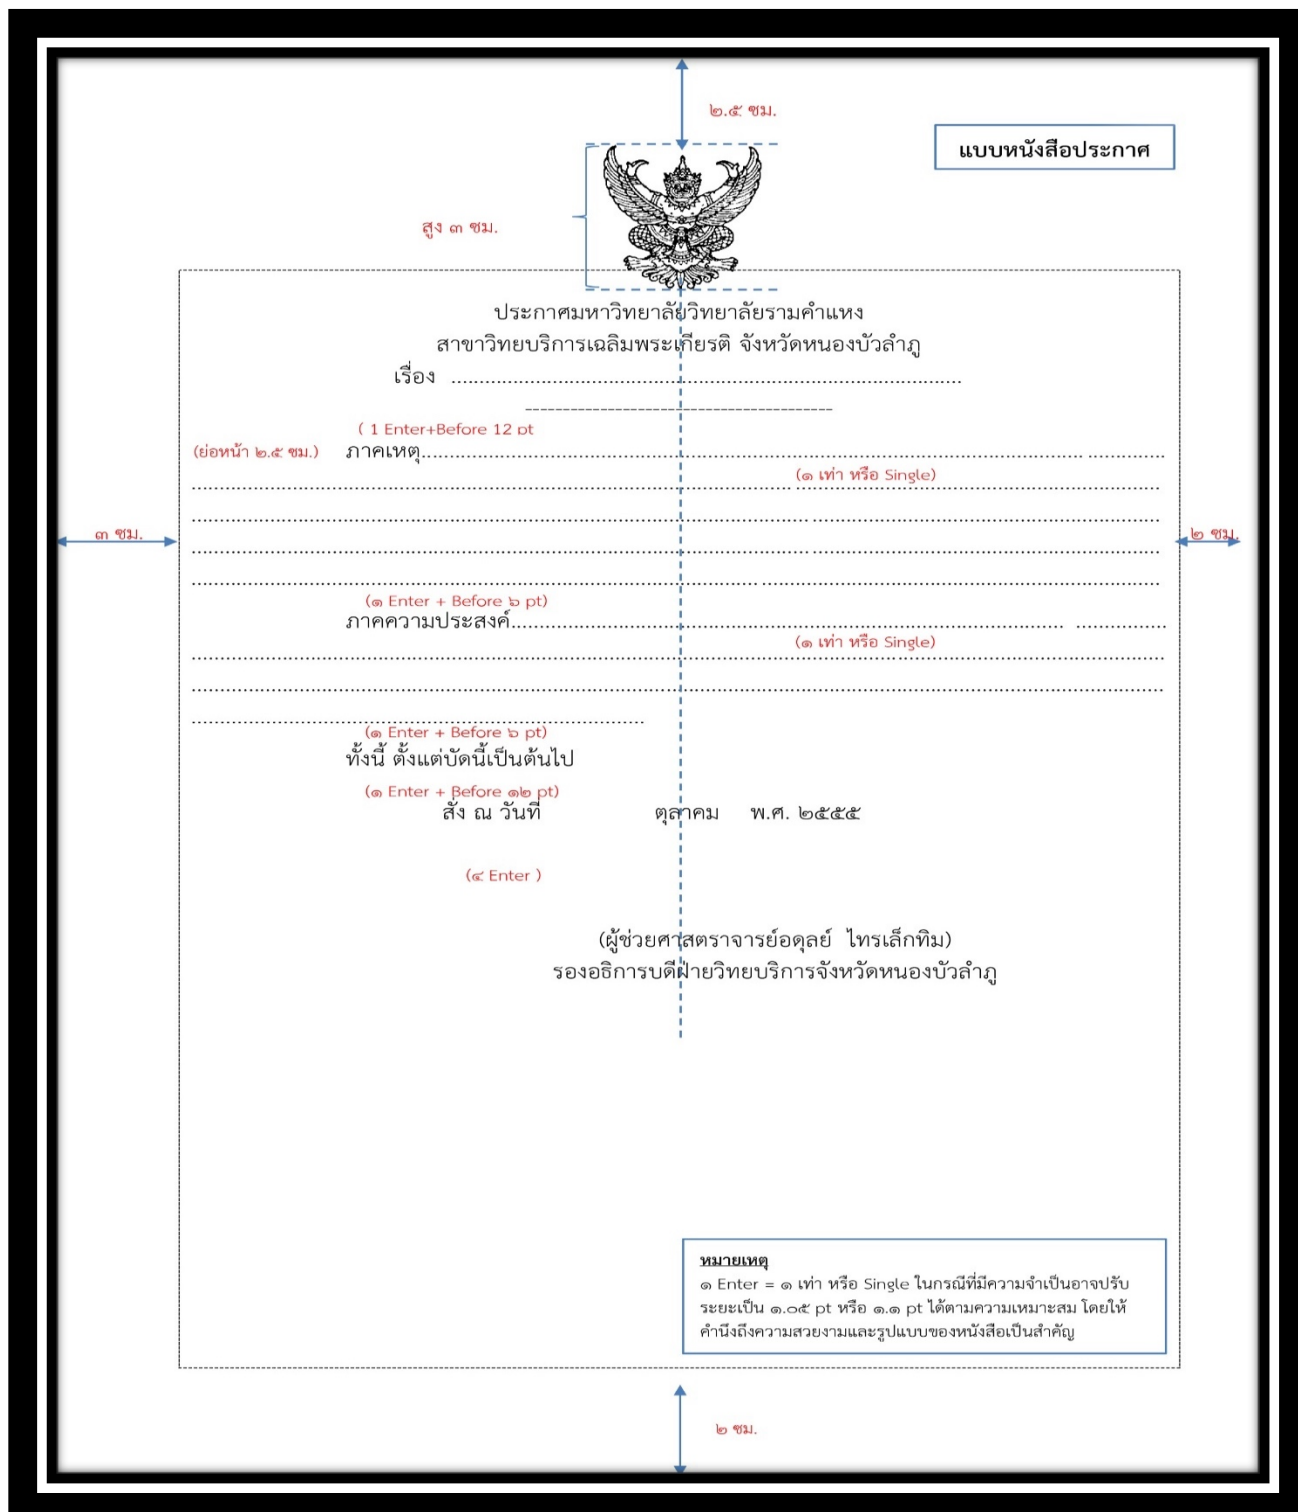 ๒.๕ ซม.
แบบหนังสือประกาศ
สูง ๓ ซม.
ประกาศมหาวิทยาลัยวิทยาลัยรามคำแหง
สาขาวิทยบริการเฉลิมพระเกียรติ จังหวัดหนองบัวลำภู
เรื่อง ............................................................................................
-----------------------------------------
( 1 Enter+Before 12 pt
(ย่อหน้า ๒.๕ ซม.) ภาคเหตุ....................................................................................................................... ..............
(๑ เท่า หรือ Single)
๓ ซม.
๒ ซม.
(๑ Enter + Before ๖ pt)
ภาคความประสงค์.................................................................................................... ................
(๑ เท่า หรือ Single)
(๑ Enter + Before ๖ pt)
ทั้งนี้ ตั้งแต่บัดนี้เป็นต้นไป
(๑ Enter + Before ๑๒ pt)
สั่ง ณ วันที่ ตุลาคม พ.ศ. ๒๕๕๕
(๔ Enter )
(ผู้ช่วยศาสตราจารย์อดุลย์ ไทรเล็กทิม)
รองอธิการบดีฝ่ายวิทยบริการจังหวัดหนองบัวลำภู
หมายเหตุ
๑ Enter = ๑ เท่า หรือ Single ในกรณีที่มีความจำเป็นอาจปรับ
ระยะเป็น ๑.๐๕ pt หรือ ๑.๑ pt ได้ตามความเหมาะสม โดยให้
คำนึงถึงความสวยงามและรูปแบบของหนังสือเป็นสำคัญ
๒ ซม.